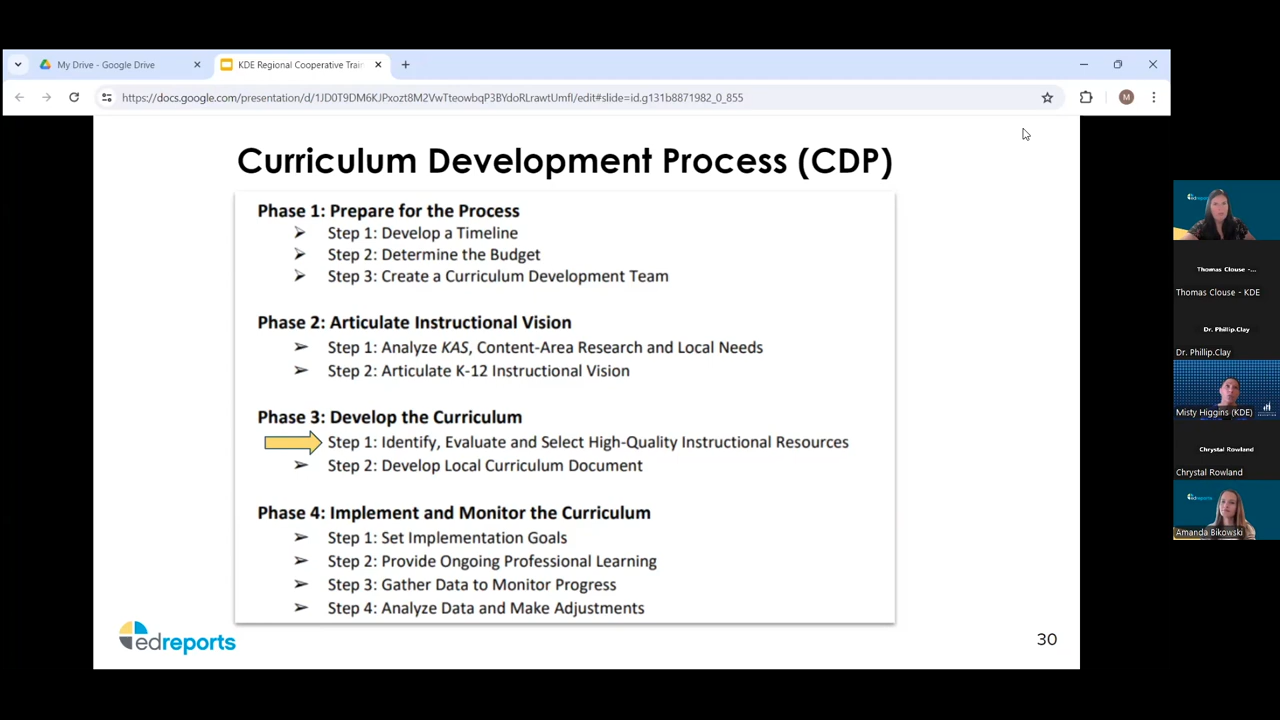 My Drive - Google Drive
KDE Regional Cooperative Train
https://docs.google.com/presentation/d/1JD0T9DM6KJPxozt8M2VwTteowbqP3BYdoRLrawtUmfI/edit#slide=id.g131b8871982_0_855
M
Curriculum Development Process (CDP)
Phase 1: Prepare for the Process
➢ Step 1: Develop a Timeline
➢ Step 2: Determine the Budget
➢ Step 3: Create a Curriculum Development Team
Phase 2: Articulate Instructional Vision
➢ Step 1: Analyze KAS, Content-Area Research and Local Needs
➢ Step 2: Articulate K-12 Instructional Vision
Phase 3: Develop the Curriculum
Step 1: Identify, Evaluate and Select High-Quality Instructional Resources
➢ Step 2: Develop Local Curriculum Document
Phase 4: Implement and Monitor the Curriculum
➢ Step 1: Set Implementation Goals
➢ Step 2: Provide Ongoing Professional Learning
➢ Step 3: Gather Data to Monitor Progress
➢ Step 4: Analyze Data and Make Adjustments
edreports
30
edreports
Thomas Clouse -...
Thomas Clouse - KDE
Dr. Phillip.Clay
Dr. Phillip.Clay
Misty Higgins (KDE)
Chrystal Rowland
Chrystal Rowland
edreports
Amanda Bikowski